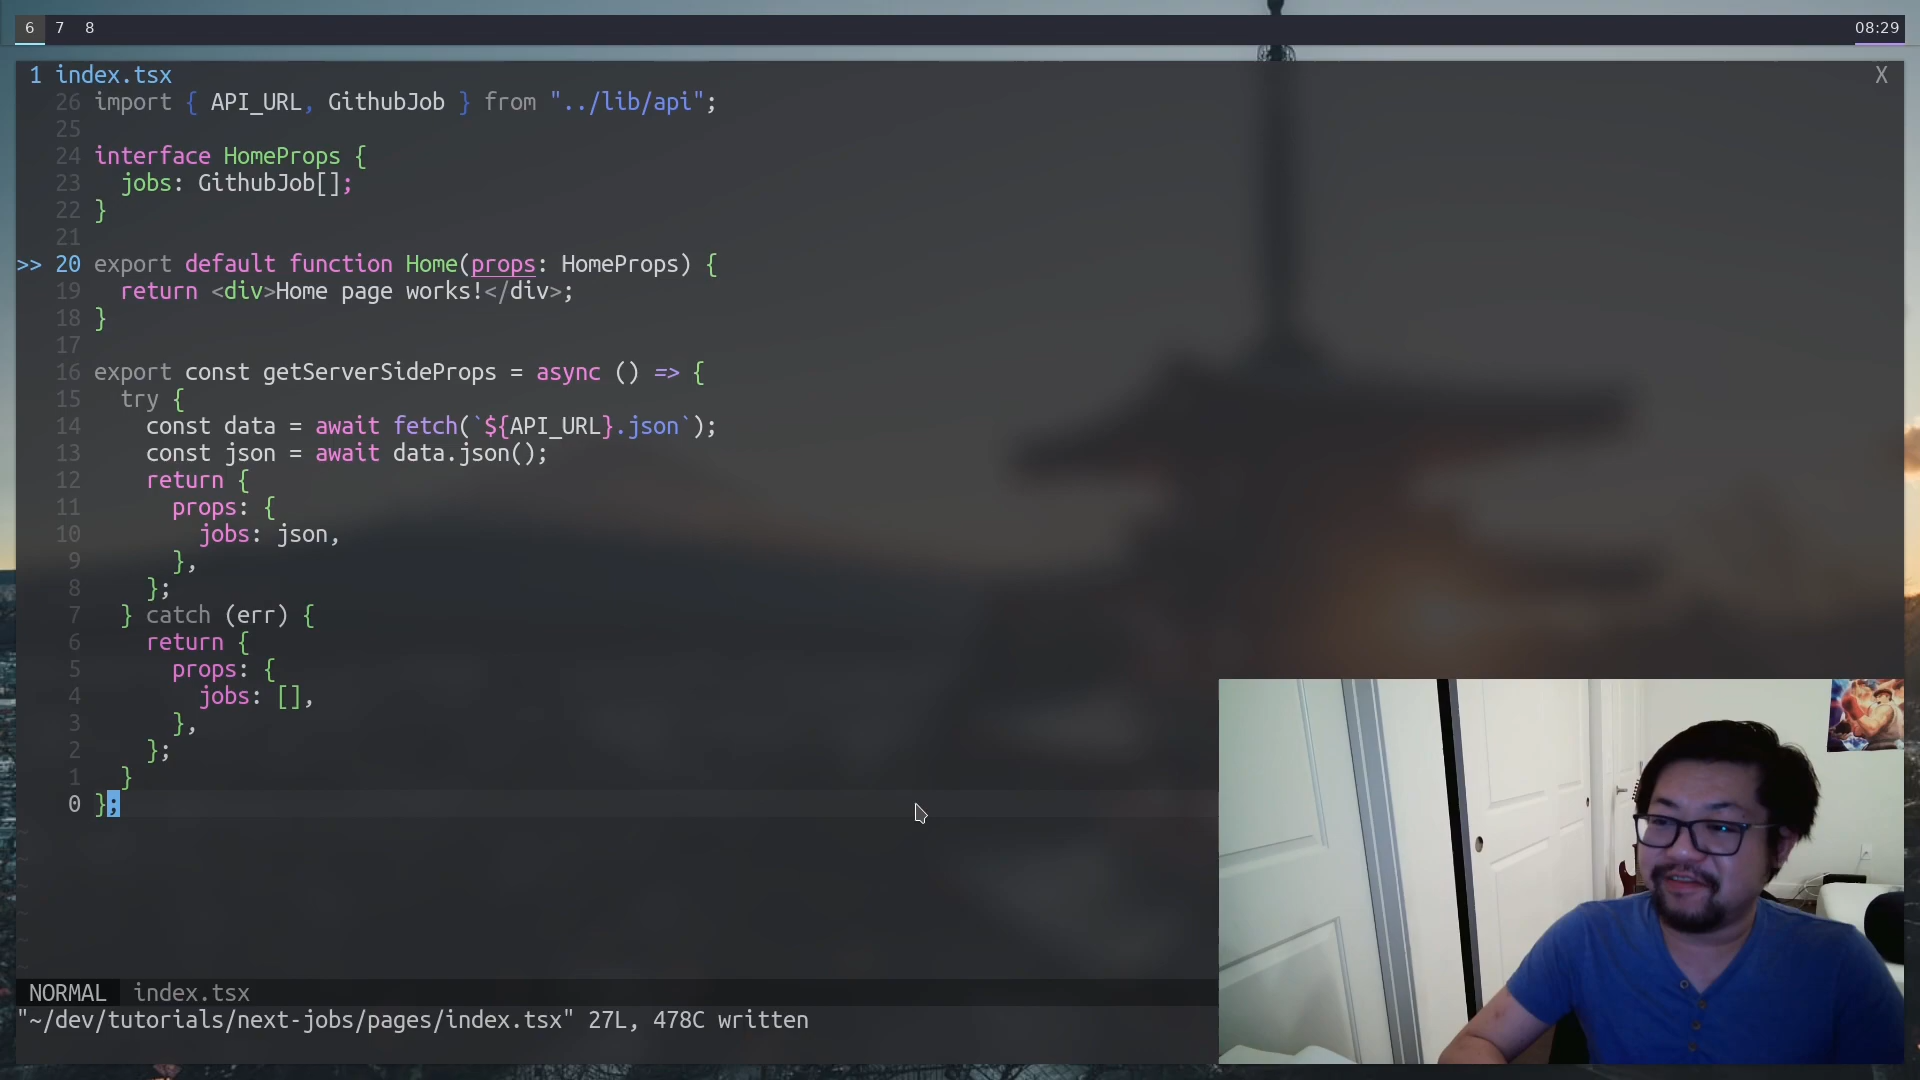 6 7 8 08:29
1 index.tsx X
26 import { API_URL, GithubJob } from "../lib/api";
25
24 interface HomeProps {
23 jobs: GithubJob[];
22 }
21
>> 20 export default function Home(props: HomeProps) {
19 return <div>Home page works!</div>;
18 }
17
16 export const getServerSideProps = async () => {
15 try {
14 const data = await fetch(`${API_URL}.json`);
13 const json = await data.json();
12 return {
11 props: {
10 jobs: json,
9 },
8 };
7 } catch (err) {
6 return {
5 props: {
4 jobs: [],
3 },
2 };
1 }
0 };
~
~
~
~
~
~
NORMAL index.tsx
"~/dev/tutorials/next-jobs/pages/index.tsx" 27L, 478C written